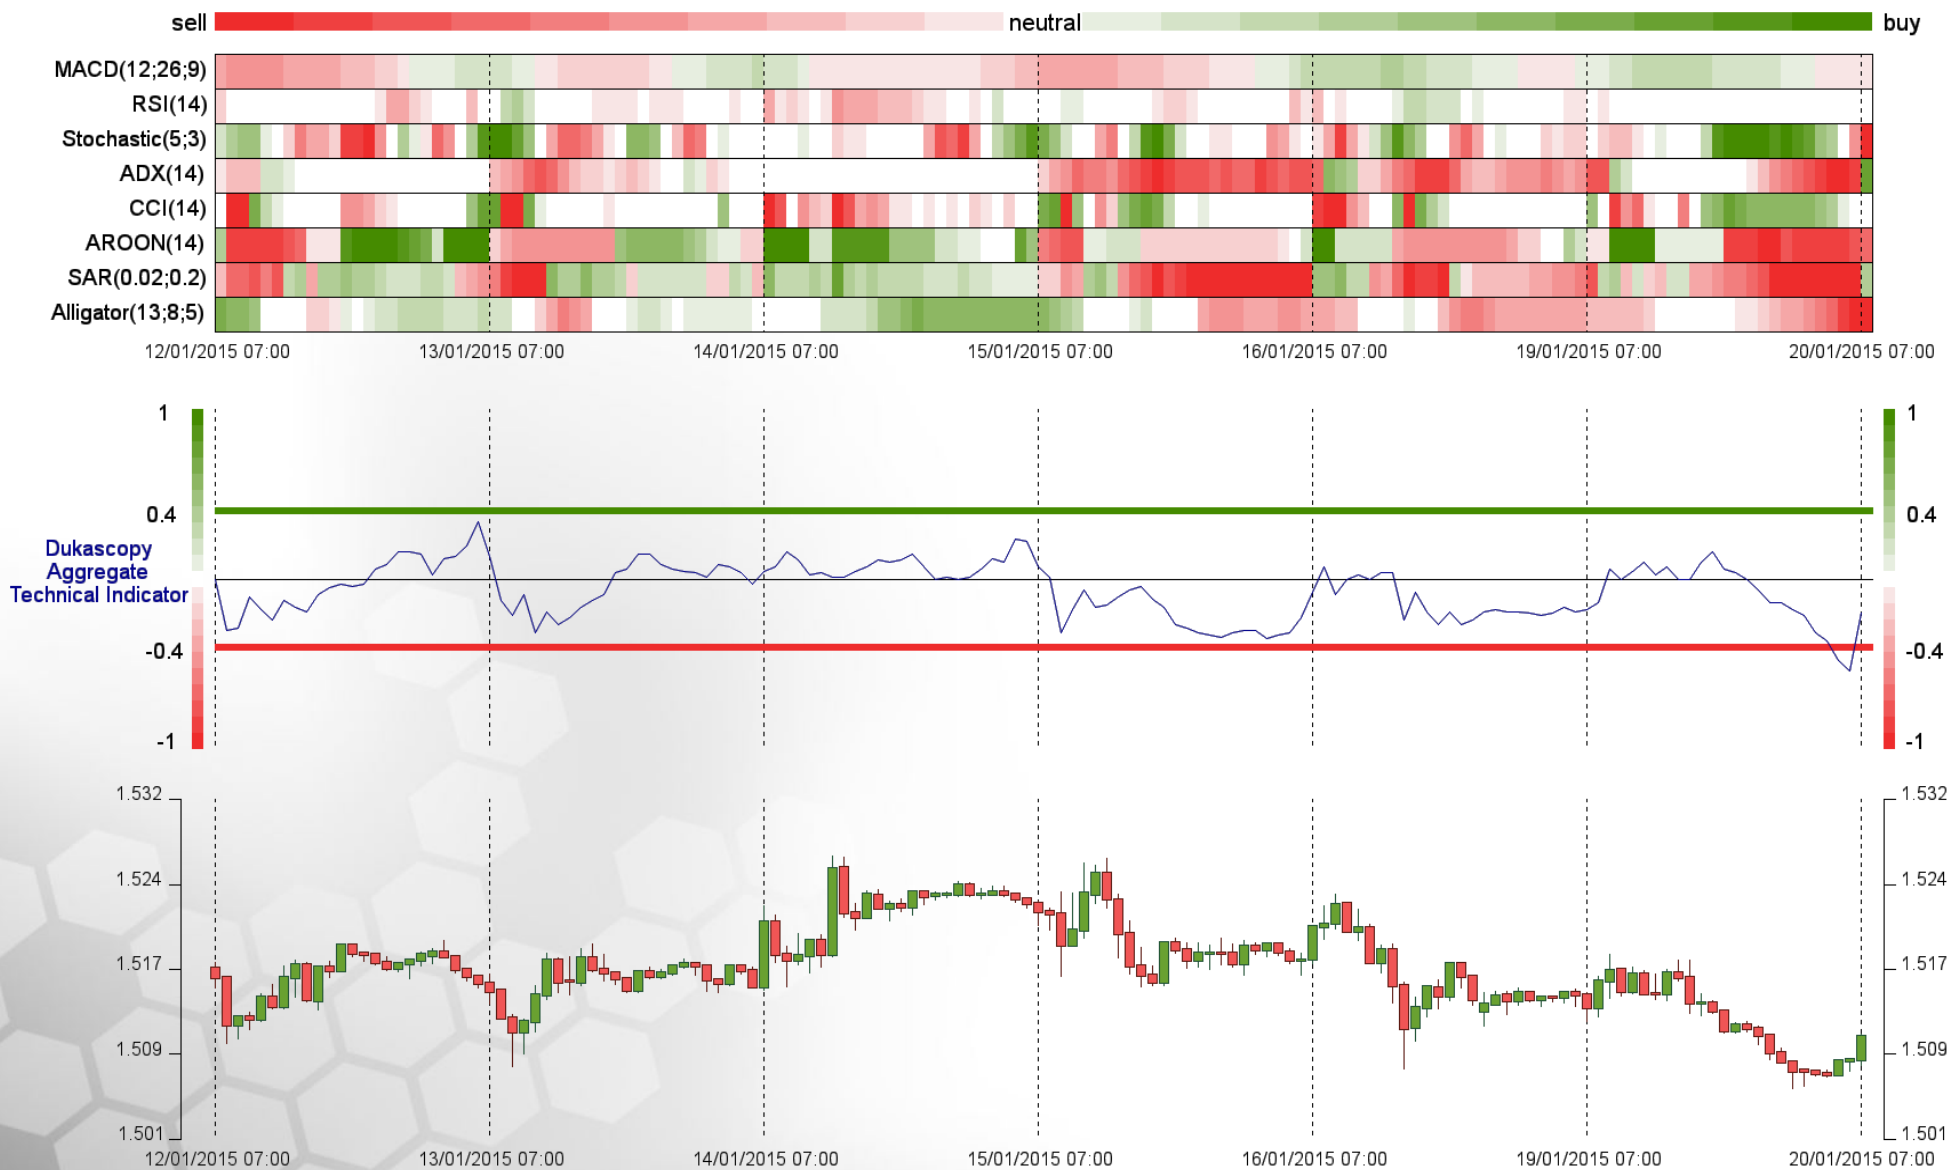 sell neutral buy
MACD(12;26;9)
RSI(14)
Stochastic(5;3)
ADX(14)
CCI(14)
AROON(14)
SAR(0.02;0.2)
Alligator(13;8;5)
12/01/2015 07:00 13/01/2015 07:00 14/01/2015 07:00 15/01/2015 07:00 16/01/2015 07:00 19/01/2015 07:00 20/01/2015 07:00
1 1
0.4 0.4
Dukascopy
Aggregate
Technical Indicator
-0.4 -0.4
-1 -1
1.532 1.532
1.524 1.524
1.517 1.517
1.509 1.509
1.501 1.501
12/01/2015 07:00 13/01/2015 07:00 14/01/2015 07:00 15/01/2015 07:00 16/01/2015 07:00 19/01/2015 07:00 20/01/2015 07:00